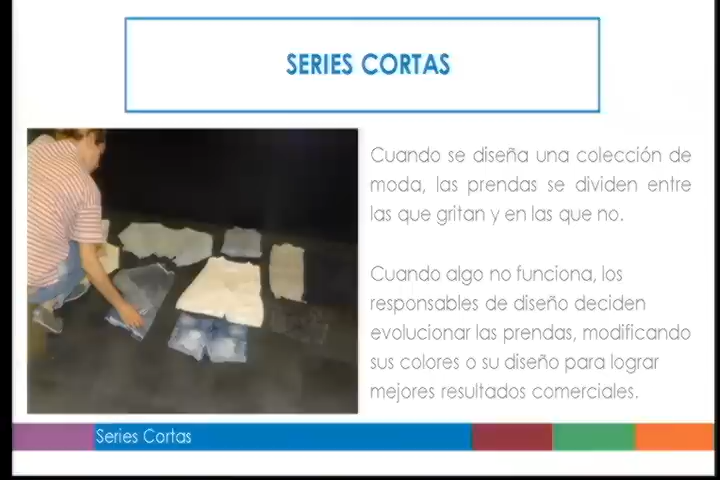 SERIES CORTAS
Cuando se diseña una colección de
moda, las prendas se dividen entre
las que gritan y en las que no.
Cuando algo no funciona, los
responsables de diseño deciden
evolucionar las prendas, modificando
sus colores o su diseño para lograr
mejores resultados comerciales.
Series Cortas